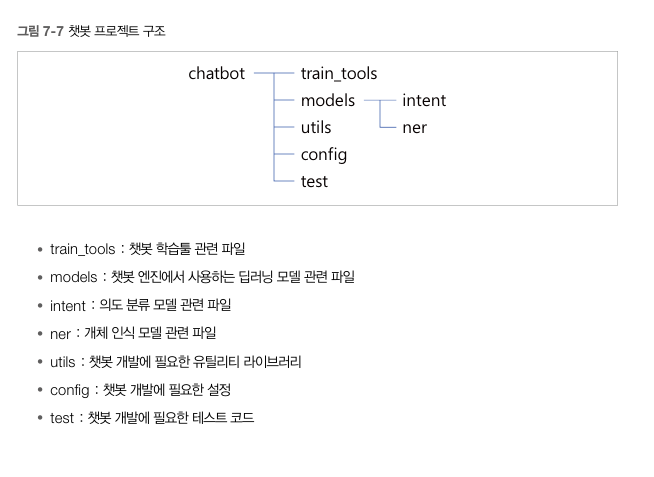 그림 7-7 챗봇 프로젝트 구조
chatbot train_tools
models intent
utils ner
config
test
• train_tools : 챗봇 학습툴 관련 파일
• models : 챗봇 엔진에서 사용하는 딥러닝 모델 관련 파일
• intent : 의도 분류 모델 관련 파일
• ner : 개체 인식 모델 관련 파일
• utils : 챗봇 개발에 필요한 유틸리티 라이브러리
• config : 챗봇 개발에 필요한 설정
• test : 챗봇 개발에 필요한 테스트 코드